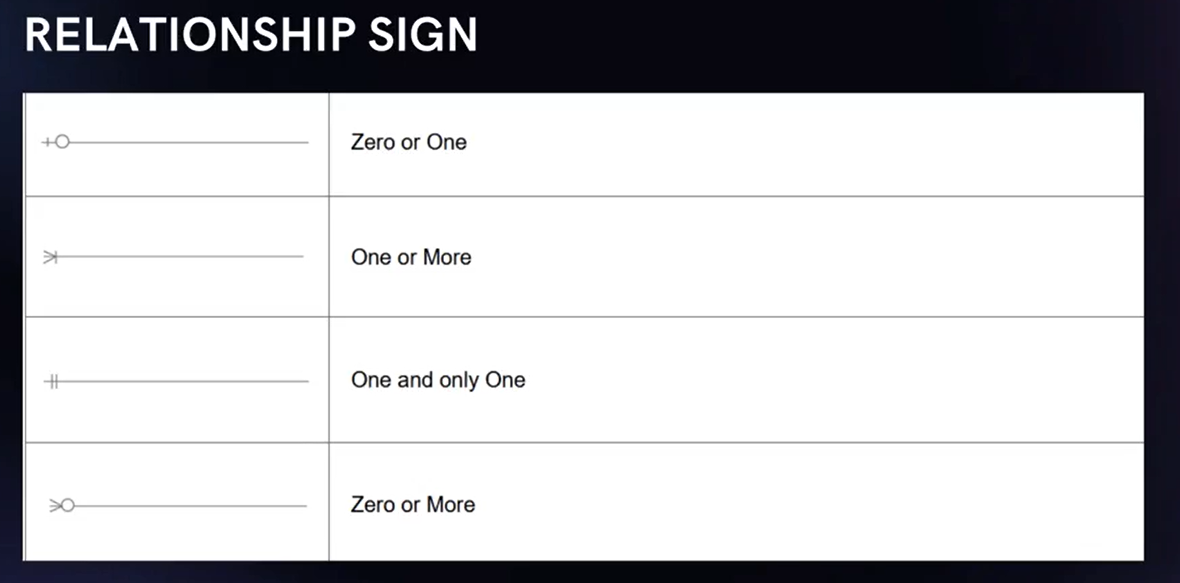 RELATIONSHIP SIGN
Zero or One
One or More
One and only One
Zero or More